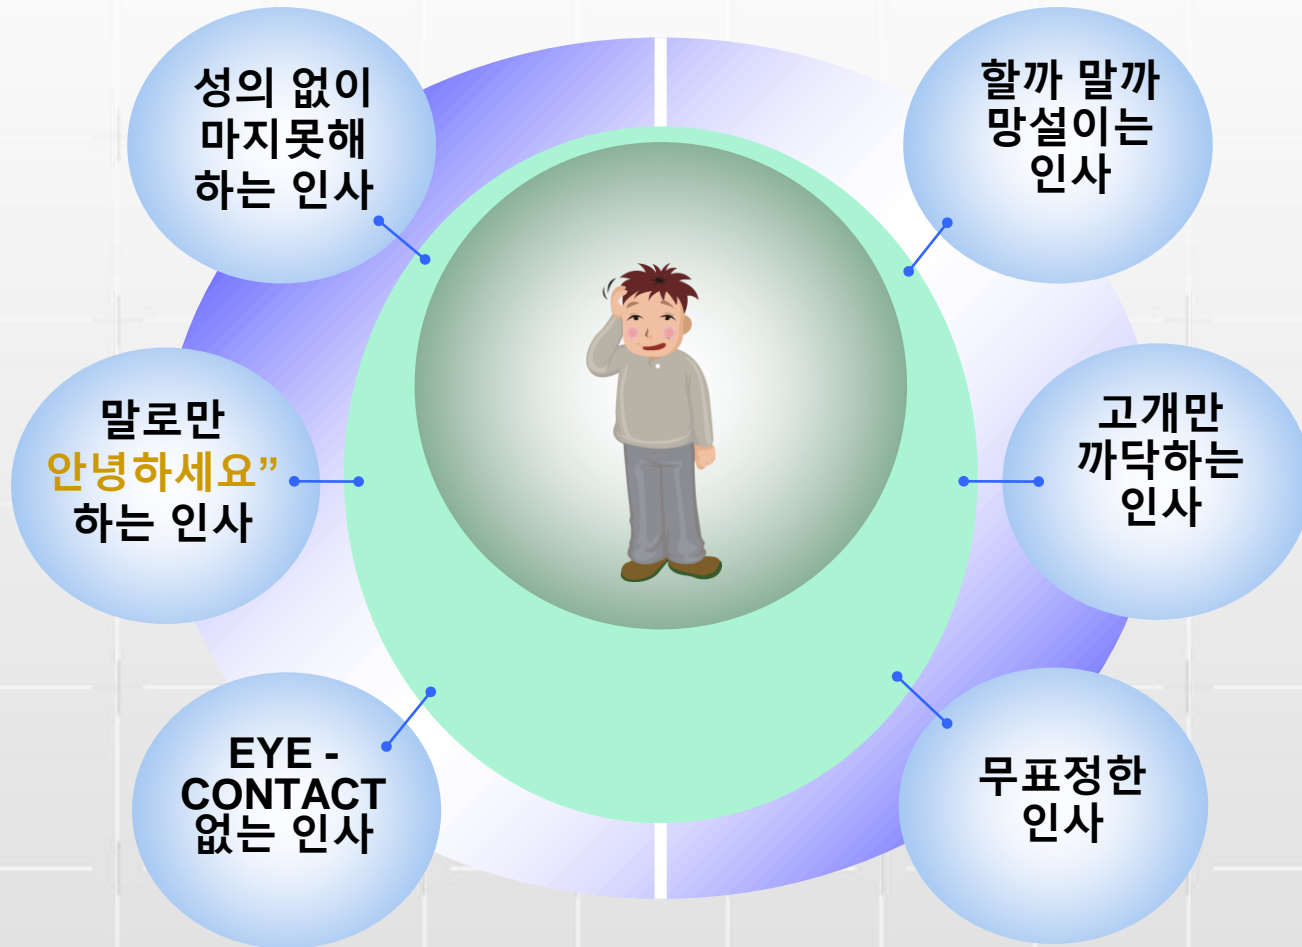 성의 없이
마지못해
하는 인사
할까 말까
망설이는
인사
말로만
안녕하세요”
하는 인사
고개만
까닥하는
인사
EYE -
CONTACT
없는 인사
무표정한
인사